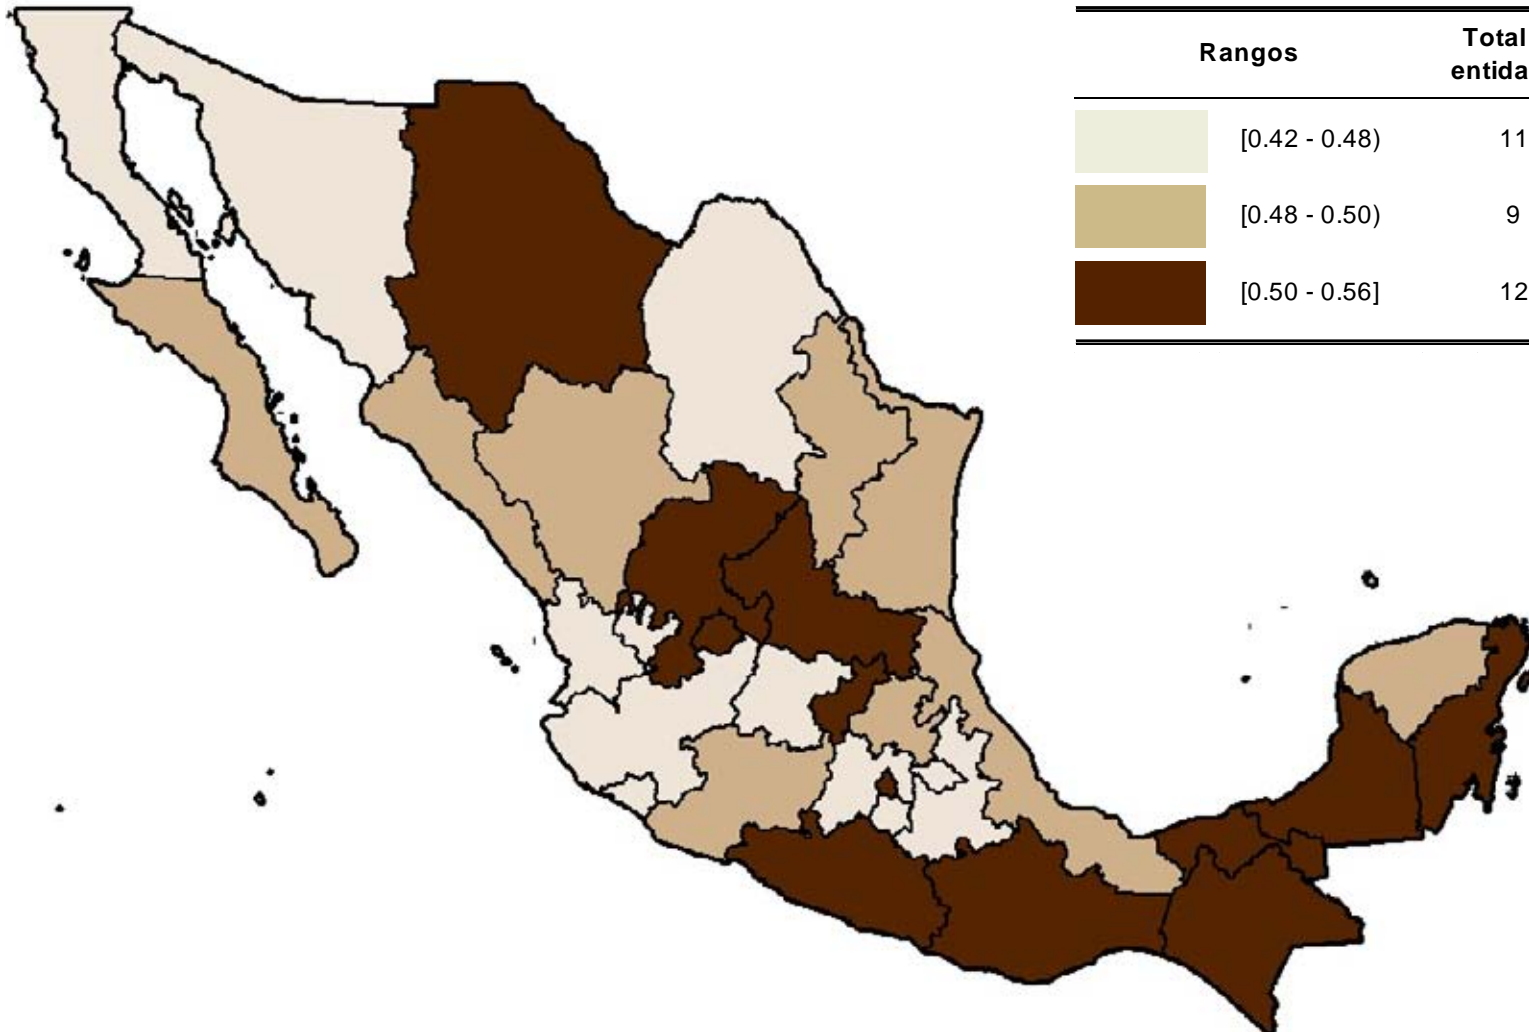 Rangos
Total
entida
[0.42 - 0.48)
11
[0.48 - 0.50)
9
[0.50 - 0.56]
12